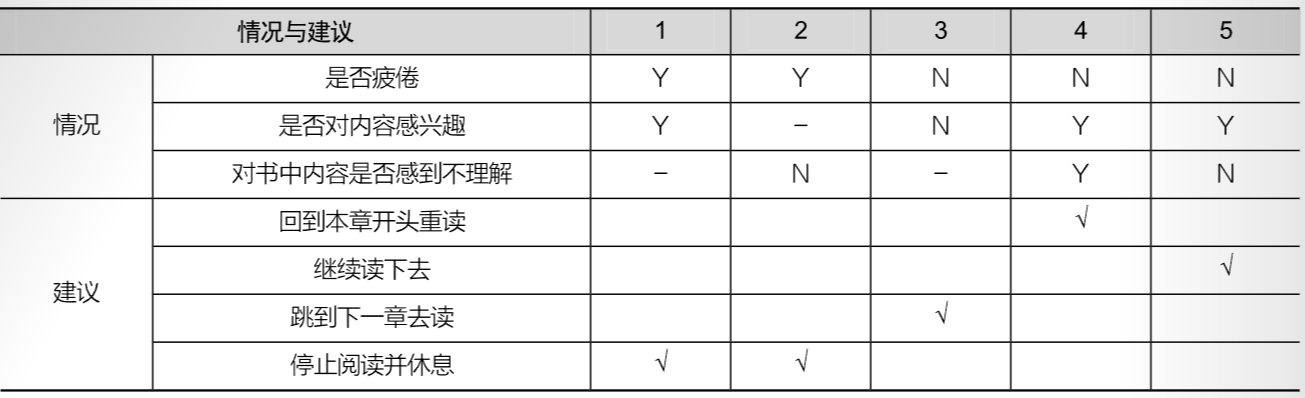 情况与建议 1 2 3 4 5
情况 是否疲倦 Y Y N N N
是否对内容感兴趣 Y – N Y Y
对书中内容是否感到不理解 – N – Y N
建议 回到本章开头重读 √
继续读下去 √
跳到下一章去读 √
停止阅读并休息 √ √